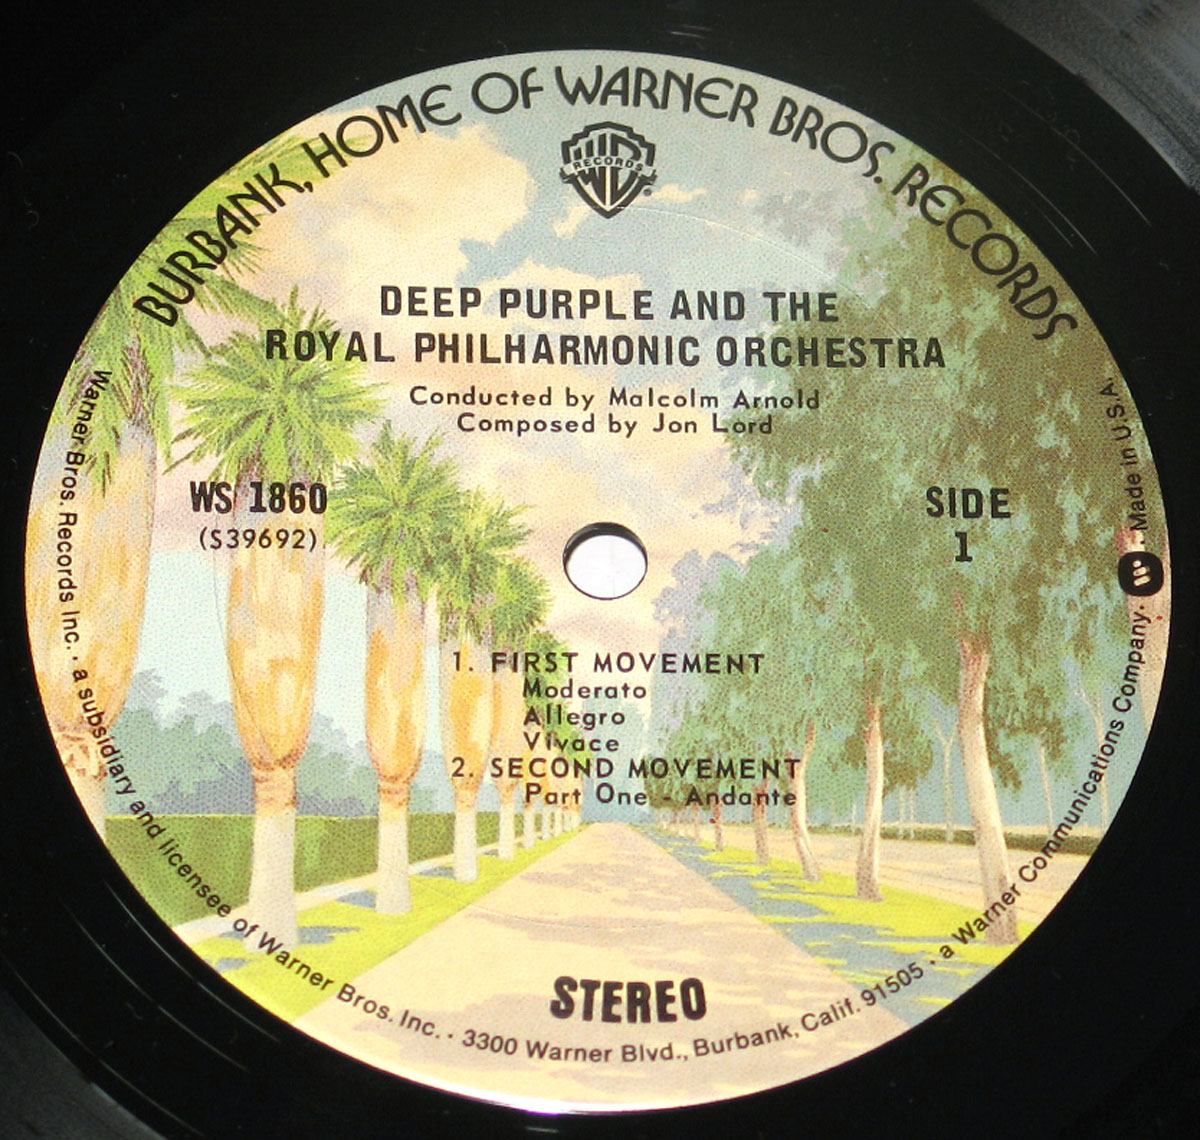 BURBANK, HOME OF WARNER BROS. RECORDS
WB
RECORDS
®
DEEP PURPLE AND THE
ROYAL PHILHARMONIC ORCHESTRA
Conducted by Malcolm Arnold
Composed by Jon Lord
WS 1860
(S39692)
SIDE
1
1. FIRST MOVEMENT
Moderato
Allegro
Vivace
2. SECOND MOVEMENT
Part One - Andante
STEREO
Warner Bros. Records Inc. · a subsidiary and licensee of Warner Bros. Inc. · 3300 Warner Blvd., Burbank, Calif. 91505 · a Warner Communications Company. · Made in U.S.A.